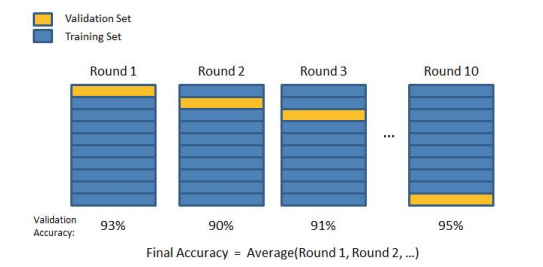 Validation Set
Training Set
Round 1 Round 2 Round 3 Round 10
...
Validation
Accuracy: 93% 90% 91% 95%
Final Accuracy = Average(Round 1, Round 2, ...)